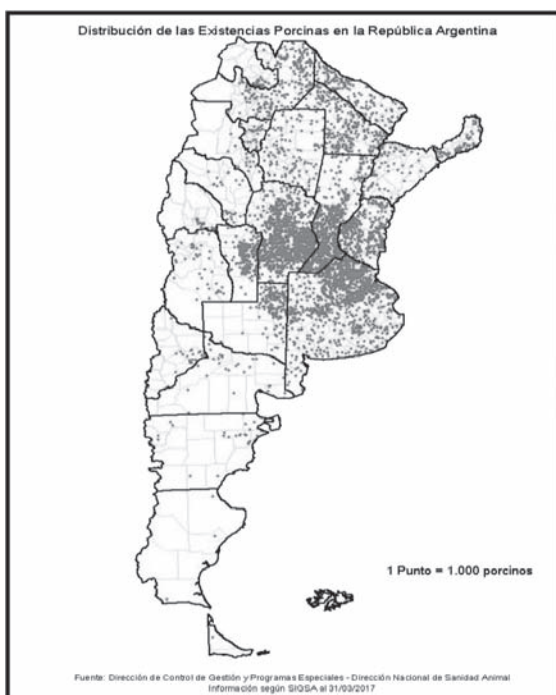 Distribución de las Existencias Porcinas en la República Argentina
1 Punto = 1.000 porcinos
Fuente: Dirección de Control de Gestión y Programas Especiales - Dirección Nacional de Sanidad Animal
Información según SIGSA al 31/03/2017